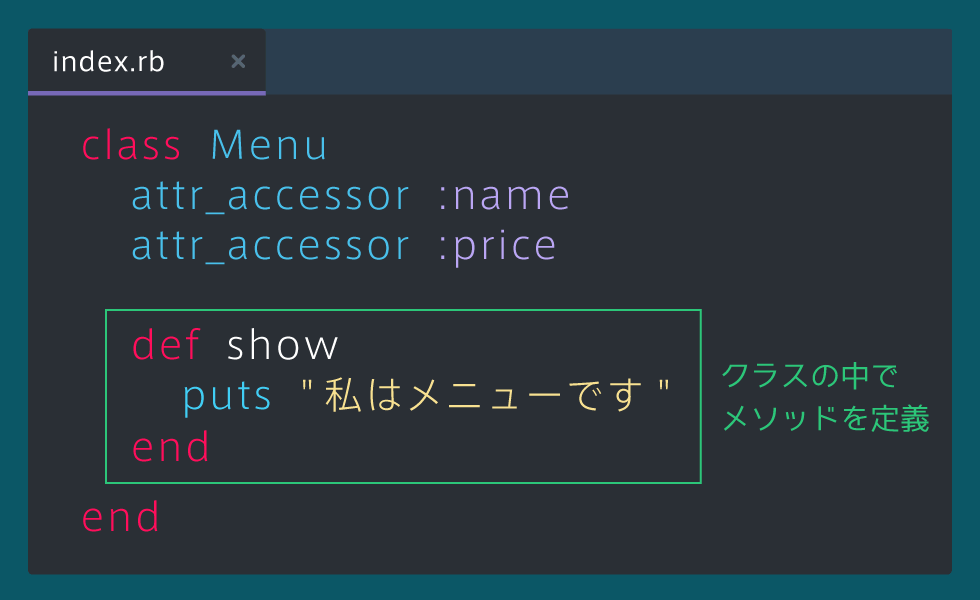 index.rb ×
class Menu
attr_accessor :name
attr_accessor :price
def show
puts "私はメニューです"
end
end
クラスの中で
メソッドを定義